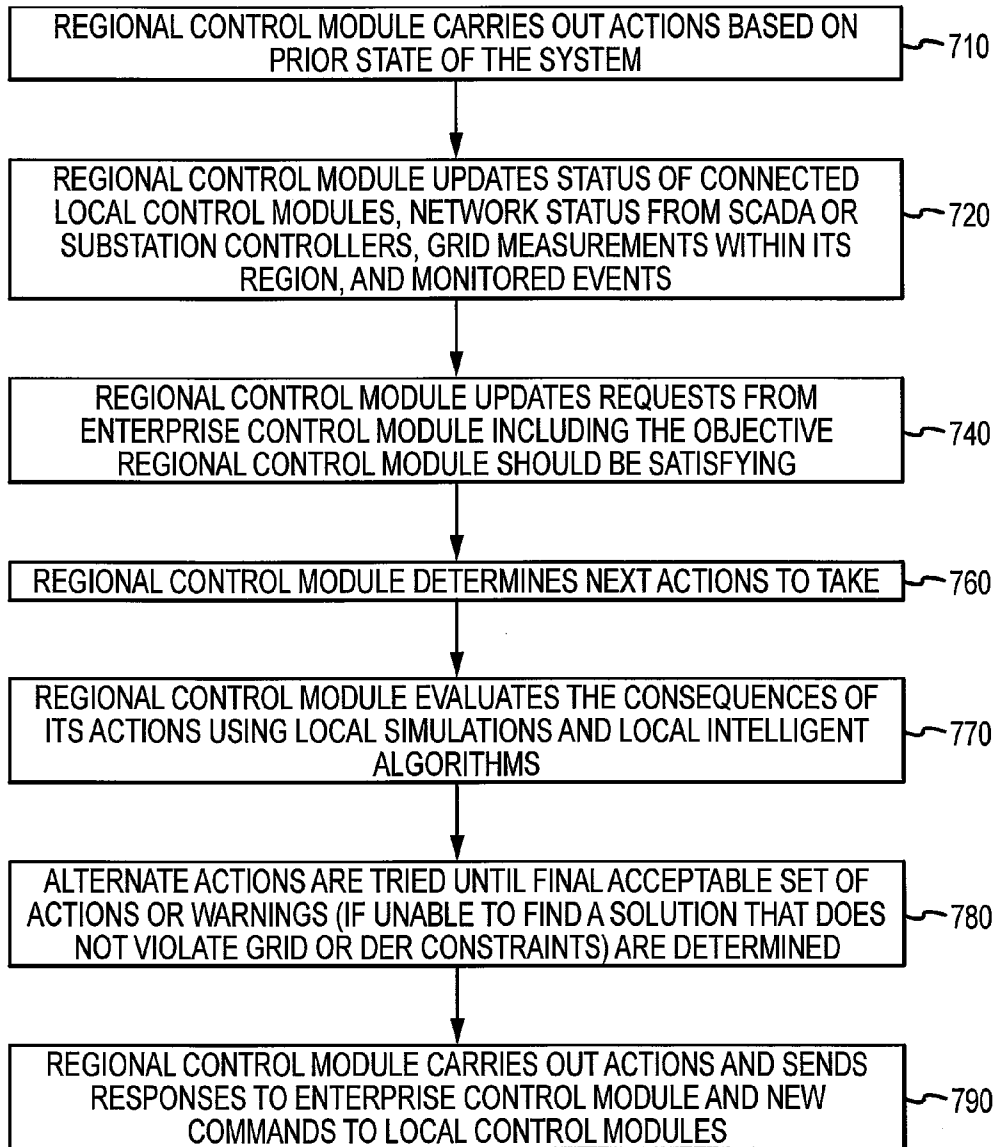 REGIONAL CONTROL MODULE CARRIES OUT ACTIONS BASED ON
PRIOR STATE OF THE SYSTEM
710
REGIONAL CONTROL MODULE UPDATES STATUS OF CONNECTED
LOCAL CONTROL MODULES, NETWORK STATUS FROM SCADA OR
SUBSTATION CONTROLLERS, GRID MEASUREMENTS WITHIN ITS
REGION, AND MONITORED EVENTS
720
REGIONAL CONTROL MODULE UPDATES REQUESTS FROM
ENTERPRISE CONTROL MODULE INCLUDING THE OBJECTIVE
REGIONAL CONTROL MODULE SHOULD BE SATISFYING
740
REGIONAL CONTROL MODULE DETERMINES NEXT ACTIONS TO TAKE
760
REGIONAL CONTROL MODULE EVALUATES THE CONSEQUENCES OF
ITS ACTIONS USING LOCAL SIMULATIONS AND LOCAL INTELLIGENT
ALGORITHMS
770
ALTERNATE ACTIONS ARE TRIED UNTIL FINAL ACCEPTABLE SET OF
ACTIONS OR WARNINGS (IF UNABLE TO FIND A SOLUTION THAT DOES
NOT VIOLATE GRID OR DER CONSTRAINTS) ARE DETERMINED
780
REGIONAL CONTROL MODULE CARRIES OUT ACTIONS AND SENDS
RESPONSES TO ENTERPRISE CONTROL MODULE AND NEW
COMMANDS TO LOCAL CONTROL MODULES
790